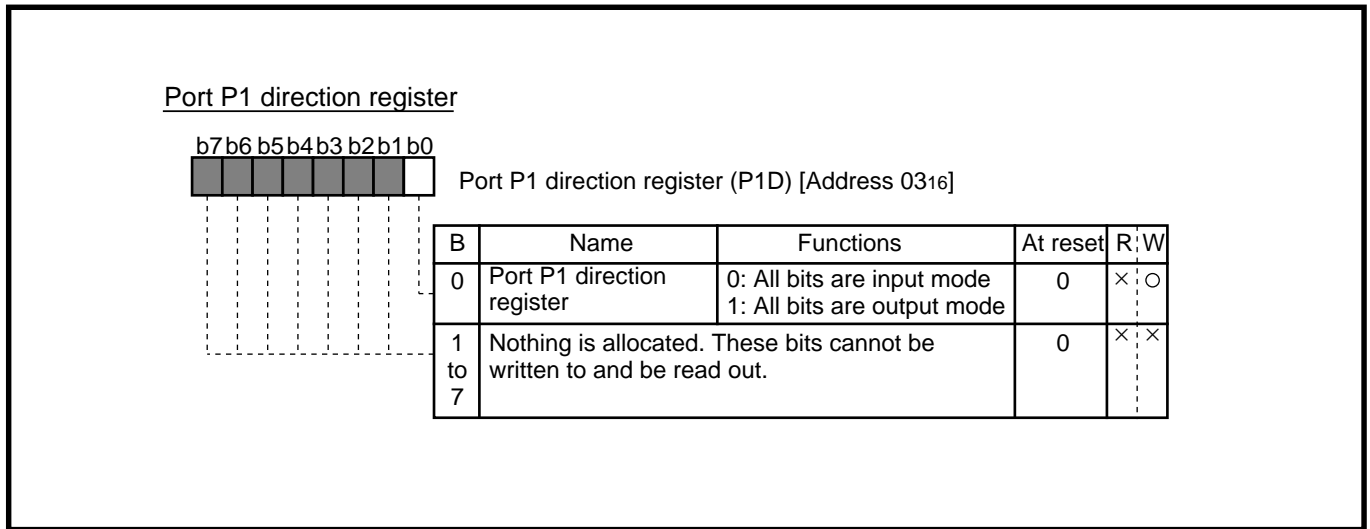 Port P1 direction register
b7 b6 b5 b4 b3 b2 b1 b0
Port P1 direction register (P1D) [Address 0316]
B Name Functions At reset R W
0 Port P1 direction register 0: All bits are input mode 0 × ○
1: All bits are output mode
1 to 7 Nothing is allocated. These bits cannot be 0 × ×
written to and be read out.